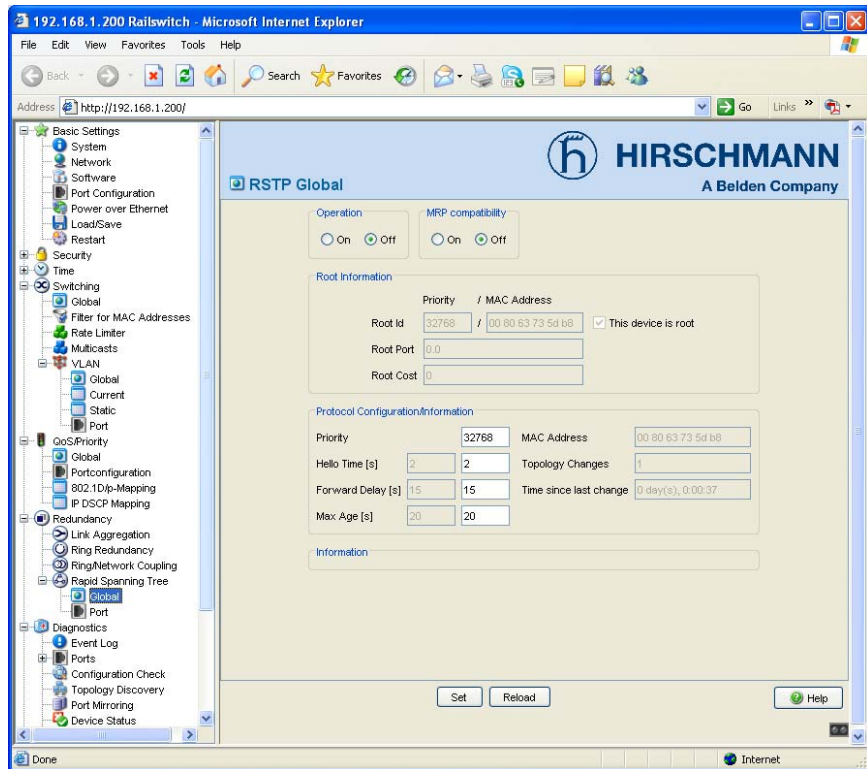 192.168.1.200 Railswitch - Microsoft Internet Explorer
File Edit View Favorites Tools Help
Back Search Favorites
Address http://192.168.1.200/ Go Links »
Basic Settings
System
Network
Software
Port Configuration
Power over Ethernet
Load/Save
Restart
Security
Time
Switching
Global
Filter for MAC Addresses
Rate Limiter
Multicasts
VLAN
Global
Current
Static
Port
QoS/Priority
Global
Portconfiguration
802.1D/p-Mapping
IP DSCP Mapping
Redundancy
Link Aggregation
Ring Redundancy
Ring/Network Coupling
Rapid Spanning Tree
Global
Port
Diagnostics
Event Log
Ports
Configuration Check
Topology Discovery
Port Mirroring
Device Status
RSTP Global
HIRSCHMANN
A Belden Company
Operation
On Off
MRP compatibility
On Off
Root Information
Priority / MAC Address
Root Id 32768 / 00 80 63 73 5d b8 This device is root
Root Port 0.0
Root Cost 0
Protocol Configuration/Information
Priority 32768 MAC Address 00 80 63 73 5d b8
Hello Time [s] 2 2 Topology Changes 1
Forward Delay [s] 15 15 Time since last change 0 day(s), 0:00:37
Max Age [s] 20 20
Information
Set Reload Help
Done Internet